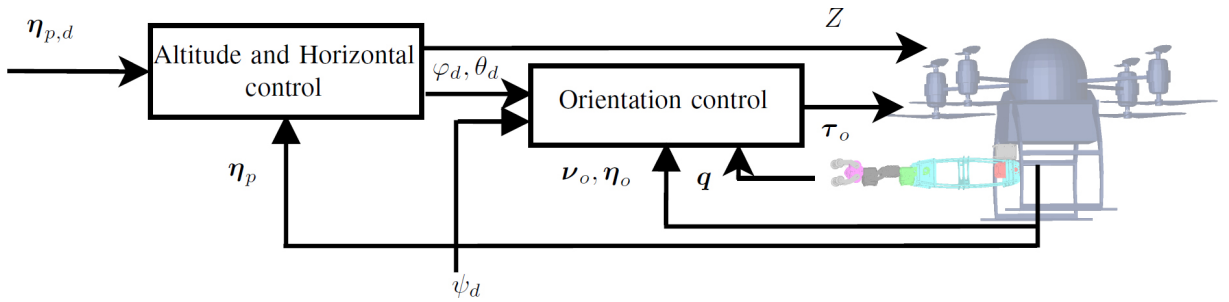 η_{p,d}
Altitude and Horizontal
control
Z
φ_d, θ_d
Orientation control
τ_o
η_p
ν_o, η_o
q
ψ_d